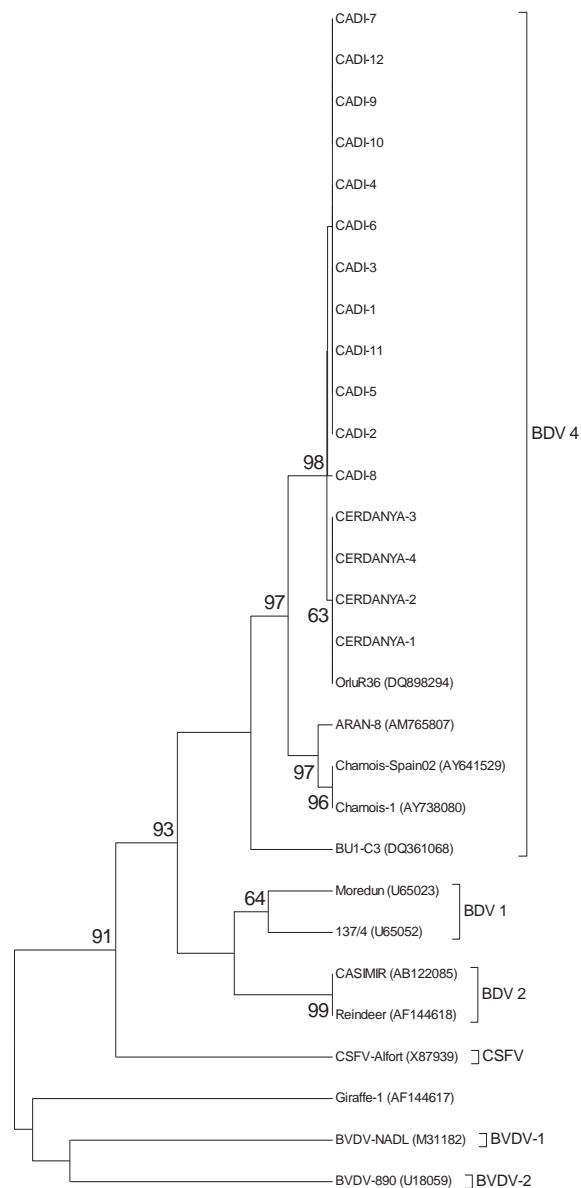 CADI-7
CADI-12
CADI-9
CADI-10
CADI-4
CADI-6
CADI-3
CADI-1
CADI-11
CADI-5
CADI-2
BDV 4
98
CADI-8
CERDANYA-3
CERDANYA-4
97
CERDANYA-2
63
CERDANYA-1
OrluR36 (DQ898294)
ARAN-8 (AM765807)
97
Chamois-Spain02 (AY641529)
96
Chamois-1 (AY738080)
93
BU1-C3 (DQ361068)
64
Moredun (U65023)
BDV 1
137/4 (U65052)
91
CASIMIR (AB122085)
BDV 2
99
Reindeer (AF144618)
CSFV-Alfort (X87939)
CSFV
Giraffe-1 (AF144617)
BVDV-NADL (M31182)
BVDV-1
BVDV-890 (U18059)
BVDV-2